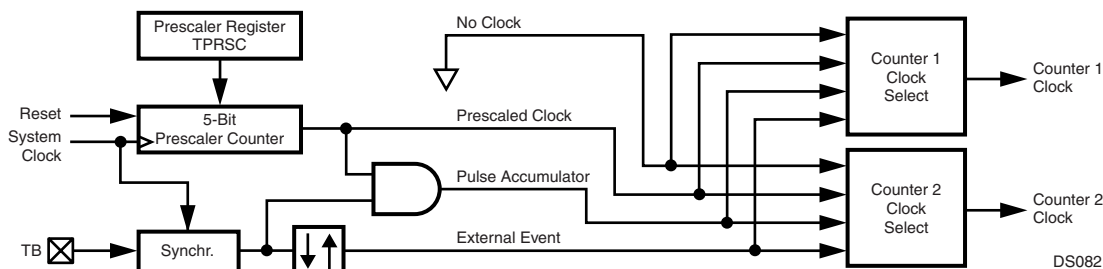 Prescaler Register
TPRSC
No Clock
Counter 1
Clock
Select
Counter 1
Clock
Reset
System
Clock
5-Bit
Prescaler Counter
Prescaled Clock
Pulse Accumulator
Counter 2
Clock
Select
Counter 2
Clock
TB
Synchr.
External Event
DS082